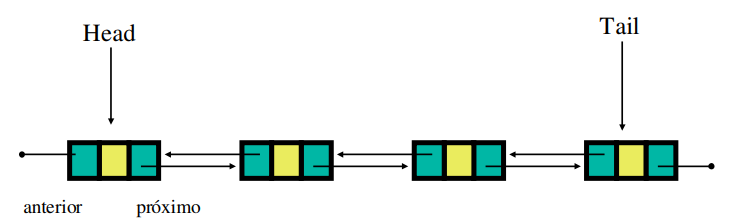 Head
Tail
anterior
próximo